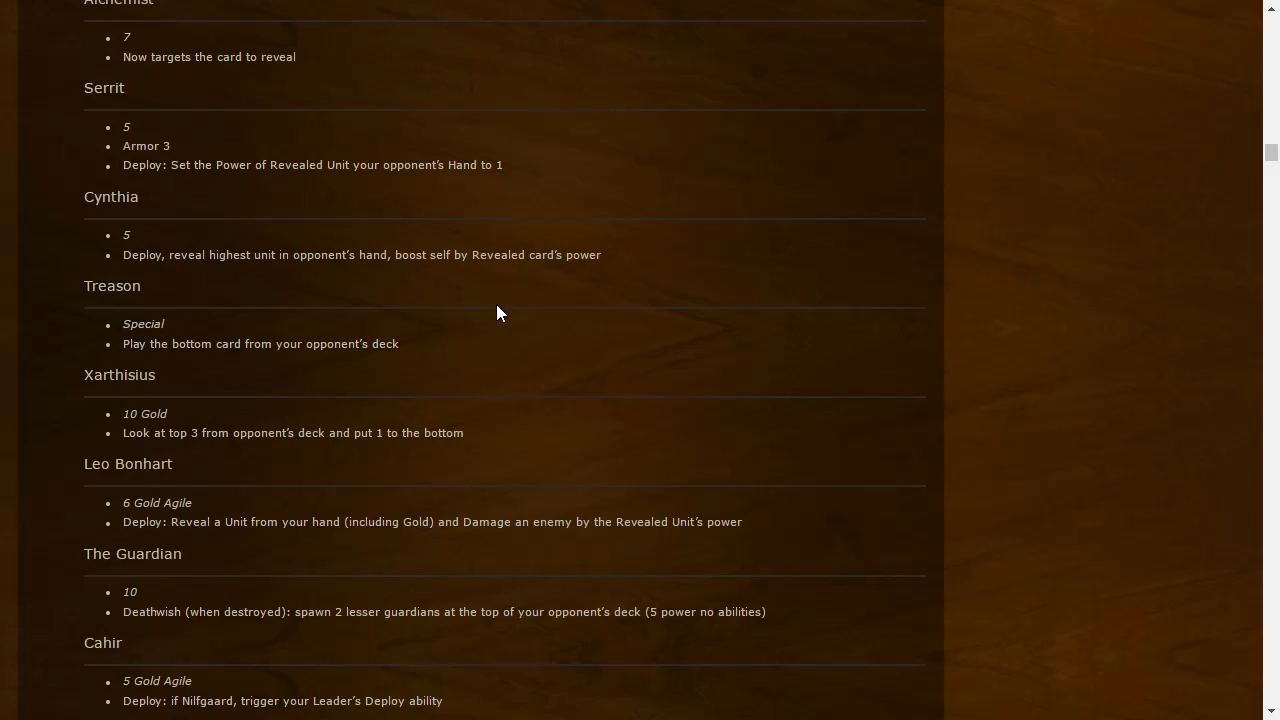 Alchemist
7
Now targets the card to reveal
Serrit
5
Armor 3
Deploy: Set the Power of Revealed Unit your opponent's Hand to 1
Cynthia
5
Deploy, reveal highest unit in opponent's hand, boost self by Revealed card's power
Treason
Special
Play the bottom card from your opponent's deck
Xarthisius
10 Gold
Look at top 3 from opponent's deck and put 1 to the bottom
Leo Bonhart
6 Gold Agile
Deploy: Reveal a Unit from your hand (including Gold) and Damage an enemy by the Revealed Unit's power
The Guardian
10
Deathwish (when destroyed): spawn 2 lesser guardians at the top of your opponent's deck (5 power no abilities)
Cahir
5 Gold Agile
Deploy: if Nilfgaard, trigger your Leader's Deploy ability